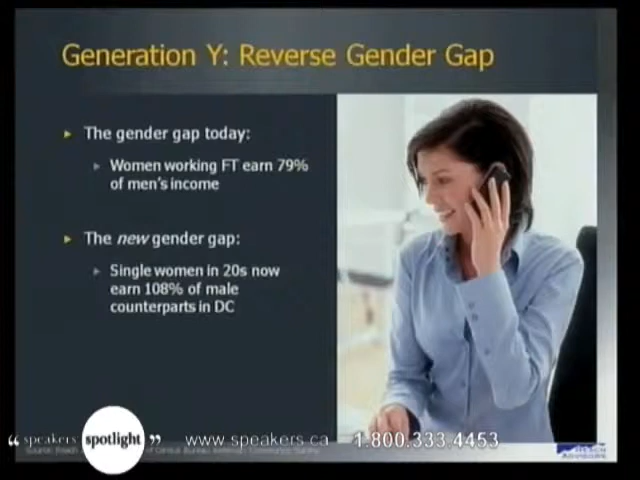 Generation Y: Reverse Gender Gap
The gender gap today:
Women working FT earn 79%
of men's income
The new gender gap:
Single women in 20s now
earn 108% of male
counterparts in DC
“ speakers' spotlight ” www.speakers.ca 1.800.333.4453
ADVISORS